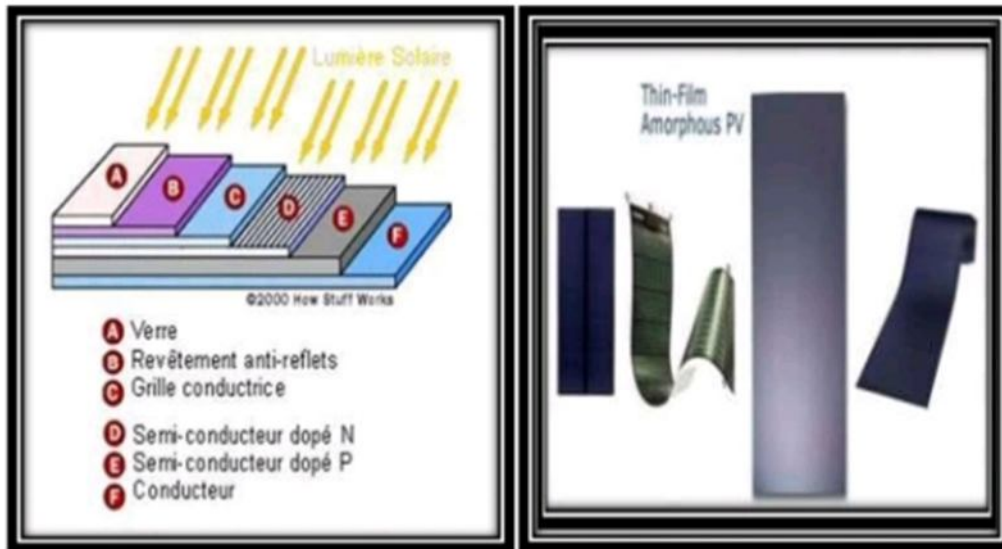 Lumière Solaire
A
B
C
D
E
F
©2000 How Stuff Works
A Verre
B Revêtement anti-reflets
C Grille conductrice
D Semi-conducteur dopé N
E Semi-conducteur dopé P
F Conducteur
Thin-Film
Amorphous PV